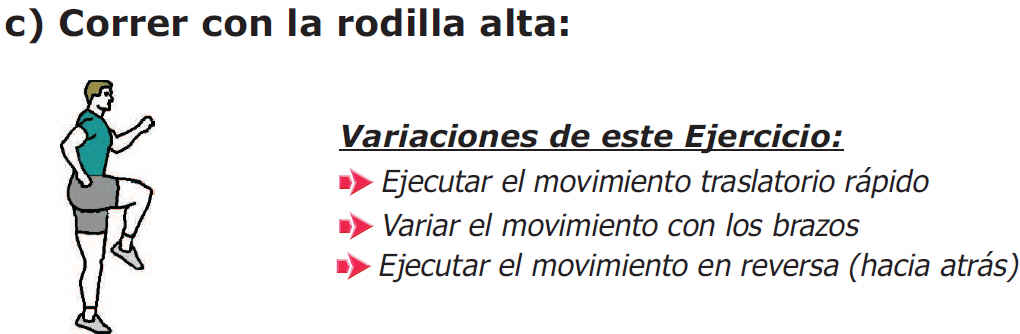 c) Correr con la rodilla alta:
Variaciones de este Ejercicio:
Ejecutar el movimiento traslatorio rápido
Variar el movimiento con los brazos
Ejecutar el movimiento en reversa (hacia atrás)